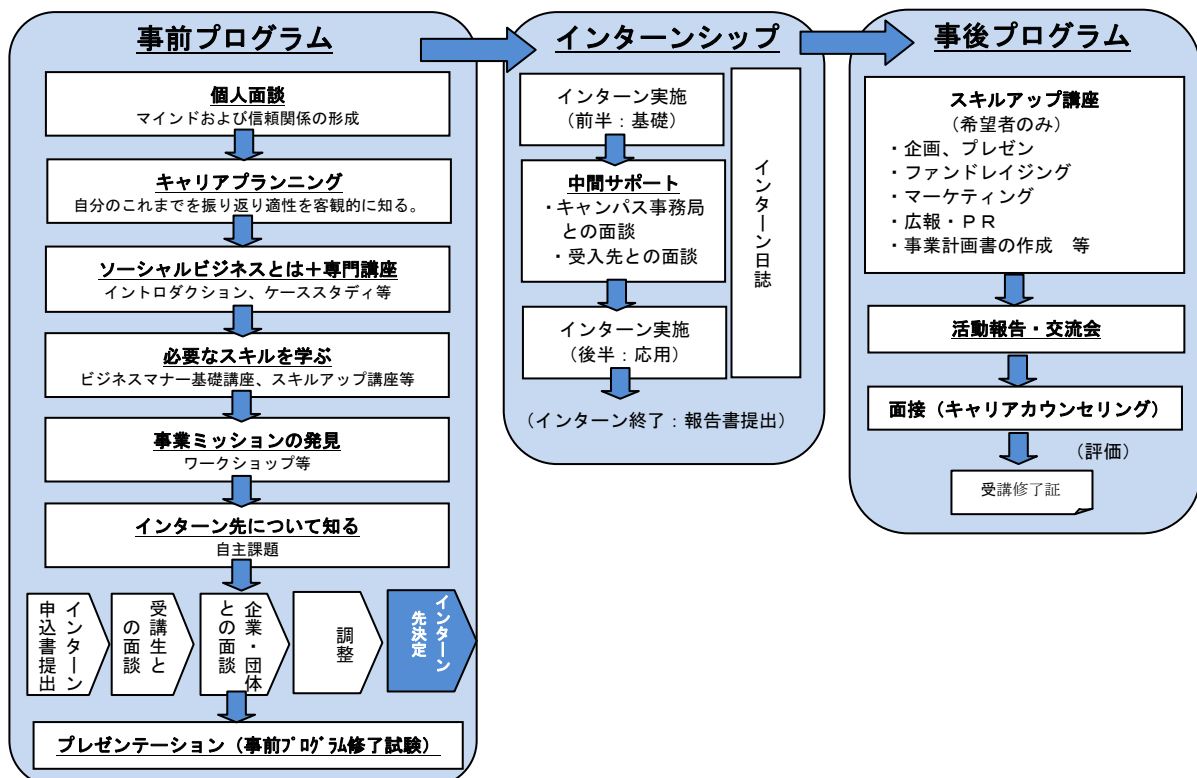 事前プログラム
個人面談
マインドおよび信頼関係の形成
キャリアプランニング
自分のこれまでを振り返り適性を客観的に知る。
ソーシャルビジネスとは＋専門講座
イントロダクション、ケーススタディ等
必要なスキルを学ぶ
ビジネスマナー基礎講座、スキルアップ講座等
事業ミッションの発見
ワークショップ等
インターン先について知る
自主課題
インターン
申込書提出
受講生と
の面談
企業・団体
との面談
調整
インターン
先決定
プレゼンテーション（事前ﾌﾟﾛｸﾞﾗﾑ修了試験）
インターンシップ
インターン実施
（前半：基礎）
中間サポート
・キャンパス事務局
との面談
・受入先との面談
インターン実施
（後半：応用）
（インターン終了：報告書提出）
インターン日誌
事後プログラム
スキルアップ講座
（希望者のみ）
・企画、プレゼン
・ファンドレイジング
・マーケティング
・広報・ＰＲ
・事業計画書の作成　等
活動報告・交流会
面接（キャリアカウンセリング）
（評価）
受講修了証